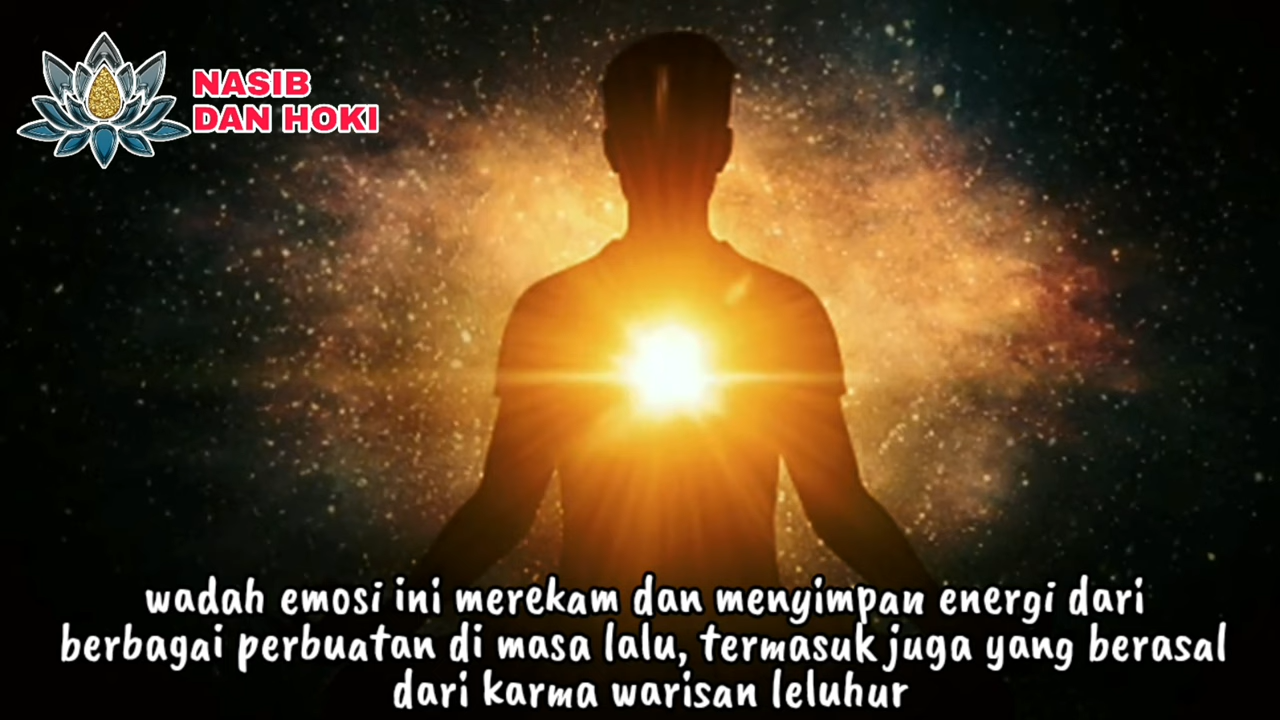 NASIB
DAN HOKI
wadah emosi ini merekam dan menyimpan energi dari
berbagai perbuatan di masa lalu, termasuk juga yang berasal
dari karma warisan leluhur